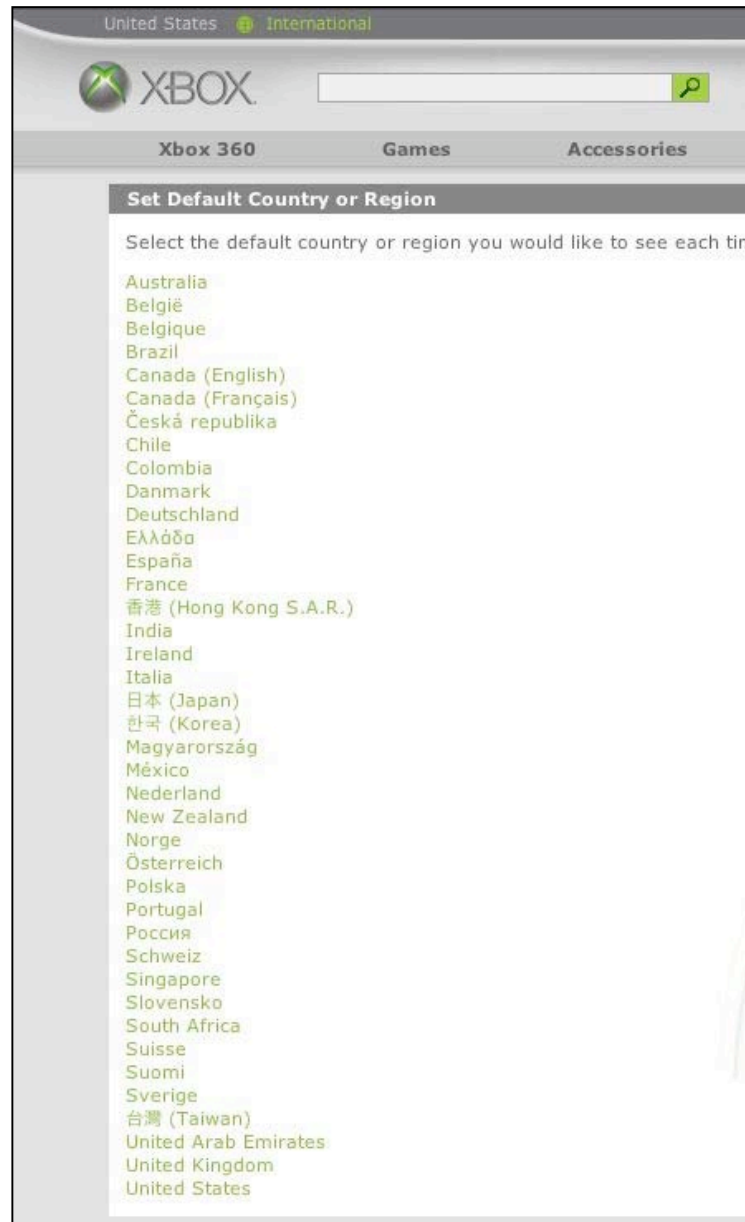 United States International
XBOX
Xbox 360 Games Accessories
Set Default Country or Region
Select the default country or region you would like to see each
Australia
België
Belgique
Brazil
Canada (English)
Canada (Français)
Česká republika
Chile
Colombia
Danmark
Deutschland
Ελλάδα
España
France
香港 (Hong Kong S.A.R.)
India
Ireland
Italia
日本 (Japan)
한국 (Korea)
Magyarország
México
Nederland
New Zealand
Norge
Österreich
Polska
Portugal
Россия
Schweiz
Singapore
Slovensko
South Africa
Suisse
Suomi
Sverige
台灣 (Taiwan)
United Arab Emirates
United Kingdom
United States